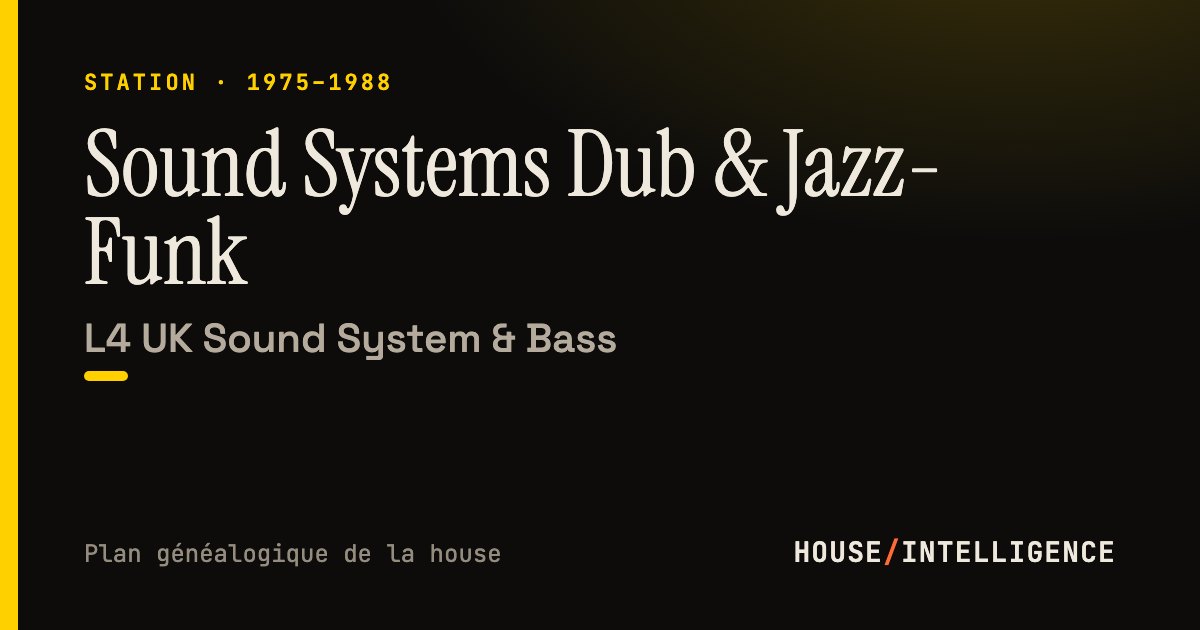 STATION · 1975–1988
Sound Systems Dub & Jazz-
Funk
L4 UK Sound System & Bass
Plan généalogique de la house
HOUSE/INTELLIGENCE